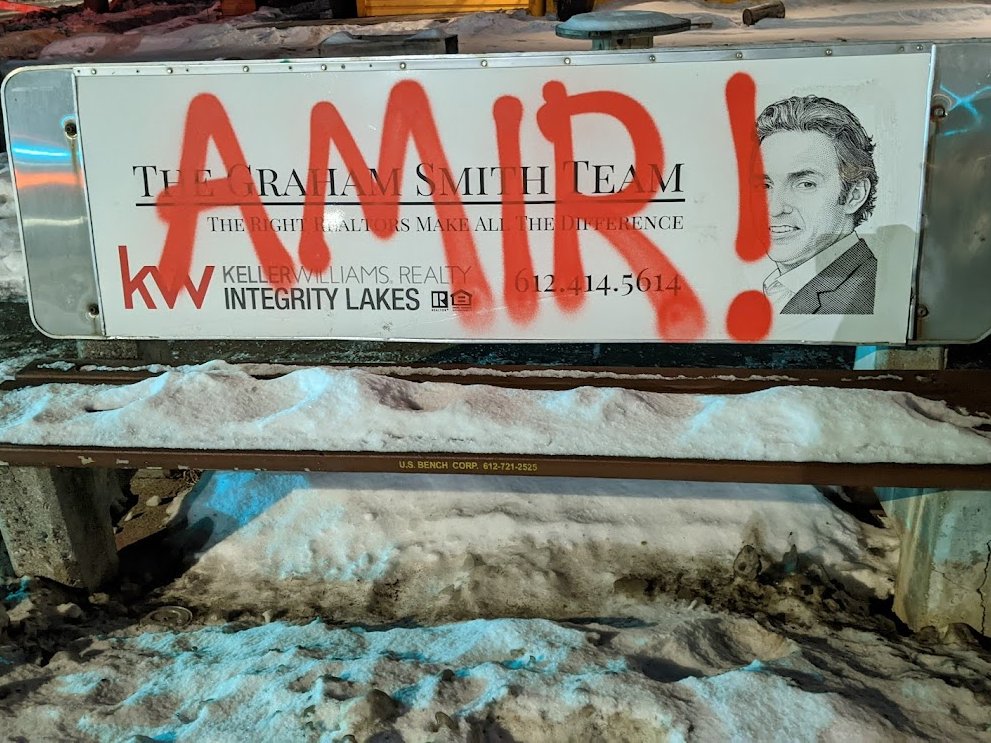 AMIR!
THE GRAHAM SMITH TEAM
THE RIGHT REALTORS MAKE ALL THE DIFFERENCE
kw KELLERWILLIAMS. REALTY
INTEGRITY LAKES
612.414.5614
U.S. BENCH CORP. 612-721-2525